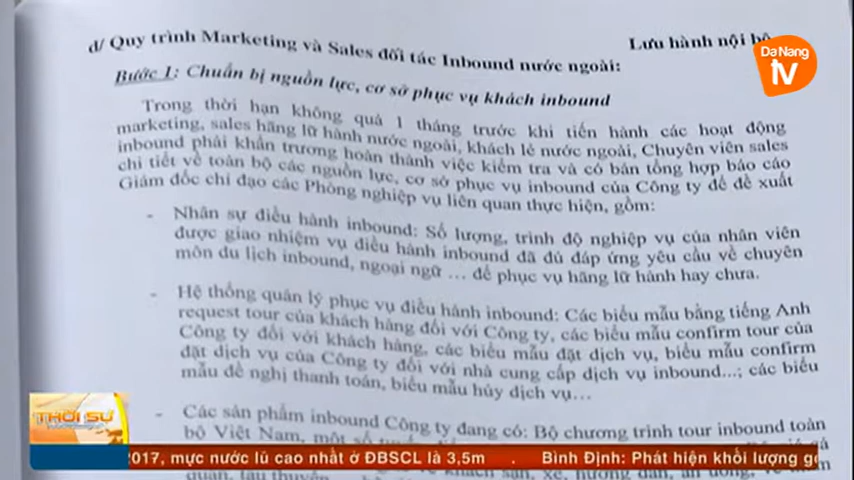 Lưu hành nội bộ
Da Nang
tv
d/ Quy trình Marketing và Sales đối tác Inbound nước ngoài:
Bước 1: Chuẩn bị nguồn lực, cơ sở phục vụ khách inbound
Trong thời hạn không quá 1 tháng trước khi tiến hành các hoạt động
marketing, sales hãng lữ hành nước ngoài, khách lẻ nước ngoài, Chuyên viên sales
inbound phải khẩn trương hoàn thành việc kiểm tra và có bản tổng hợp báo cáo
chi tiết về toàn bộ các nguồn lực, cơ sở phục vụ inbound của Công ty để đề xuất
Giám đốc chỉ đạo các Phòng nghiệp vụ liên quan thực hiện, gồm:
- Nhân sự điều hành inbound: Số lượng, trình độ nghiệp vụ của nhân viên
được giao nhiệm vụ điều hành inbound đã đủ đáp ứng yêu cầu về chuyên
môn du lịch inbound, ngoại ngữ … để phục vụ hãng lữ hành hay chưa.
- Hệ thống quản lý phục vụ điều hành inbound: Các biểu mẫu bằng tiếng Anh
request tour của khách hàng đối với Công ty, các biểu mẫu confirm tour của
Công ty đối với khách hàng, các biểu mẫu đặt dịch vụ, biểu mẫu confirm
đặt dịch vụ của Công ty đối với nhà cung cấp dịch vụ inbound...; các biểu
mẫu đề nghị thanh toán, biểu mẫu hủy dịch vụ…
- Các sản phẩm inbound Công ty đang có: Bộ chương trình tour inbound toàn
bộ Việt Nam, một số
THỜI SỰ
2017, mực nước lũ cao nhất ở ĐBSCL là 3,5m . Bình Định: Phát hiện khối lượng